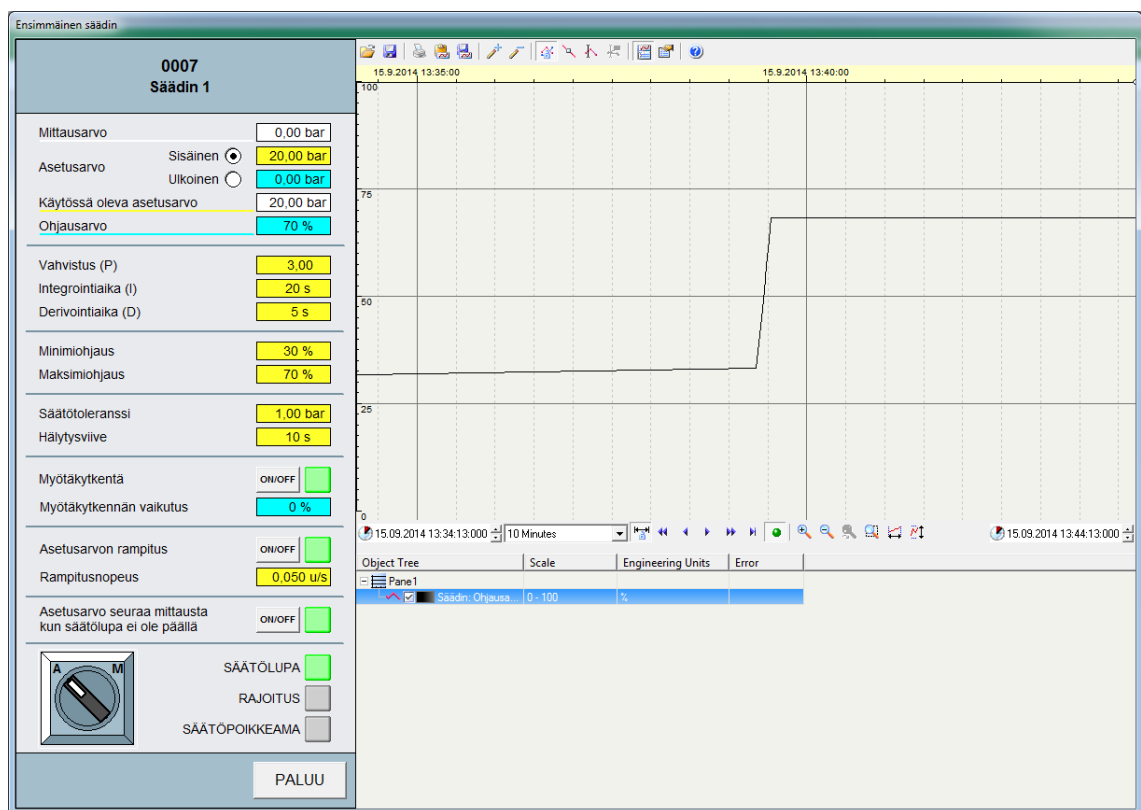 Ensimmäinen säädin
0007
Säädin 1
Mittausarvo 0,00 bar
Asetusarvo
Sisäinen 20,00 bar
Ulkoinen 0,00 bar
Käytössä oleva asetusarvo 20,00 bar
Ohjausarvo 70 %
Vahvistus (P) 3,00
Integrointiaika (I) 20 s
Derivointiaika (D) 5 s
Minimiohjaus 30 %
Maksimiohjaus 70 %
Säätötoleranssi 1,00 bar
Hälytysviive 10 s
Myötäkytkentä ON/OFF
Myötäkytkennän vaikutus 0 %
Asetusarvon rampitus ON/OFF
Rampitusnopeus 0,050 u/s
Asetusarvo seuraa mittausta
kun säätölupa ei ole päällä
ON/OFF
A M
SÄÄTÖLUPA
RAJOITUS
SÄÄTÖPOIKKEAMA
PALUU
15.9.2014 13:35:00 15.9.2014 13:40:00
100
75
50
25
0
15.09.2014 13:34:13:000 10 Minutes 15.09.2014 13:44:13:000
Object Tree Scale Engineering Units Error
Pane1
Säädin: Ohjausa... 0 - 100 %